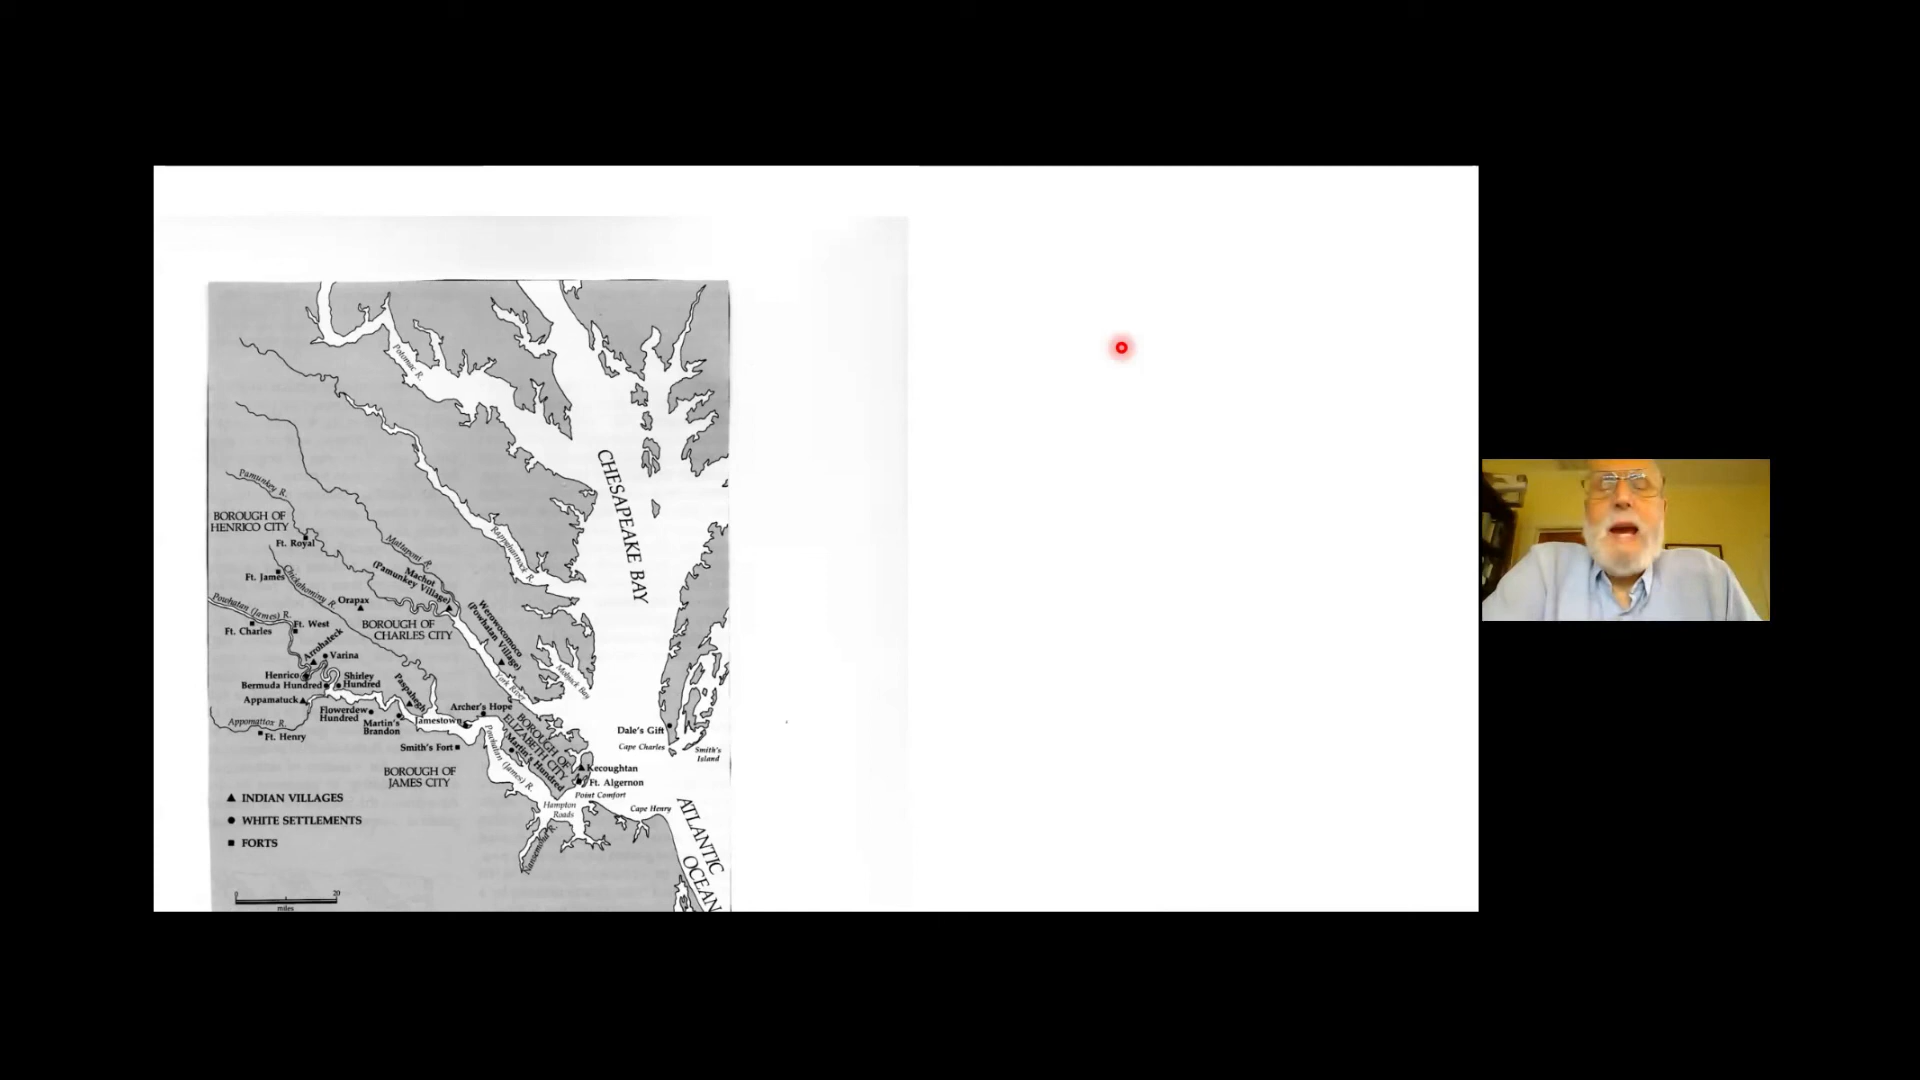 Potomac R.
CHESAPEAKE BAY
Pamunkey R.
BOROUGH OF
HENRICO CITY
Ft. Royal
Mattaponi R.
Rappahannock R.
Machot
(Pamunkey Village)
Ft. James
Chickahominy R.
Powhatan (James) R.
Orapax
Werowocomoco
(Powhatan Village)
Ft. West
Ft. Charles
BOROUGH OF
CHARLES CITY
Arrohateck
Varina
Henrico
Bermuda Hundred
Shirley
Hundred
Mobjack Bay
York River
Paspahegh
Appamatuck
Archer's Hope
Flowerdew
Hundred
Martin's
Brandon
Jamestown
Appomattox R.
Ft. Henry
BOROUGH OF
ELIZABETH CITY
Martin's Hundred
Powhatan (James) R.
Smith's Fort
Dale's Gift
Cape Charles
Smith's
Island
BOROUGH OF
JAMES CITY
Kecoughtan
Ft. Algernon
Point Comfort
Hampton
Roads
Cape Henry
Nansemond R.
ATLANTIC
OCEAN
INDIAN VILLAGES
WHITE SETTLEMENTS
FORTS
0 20
miles